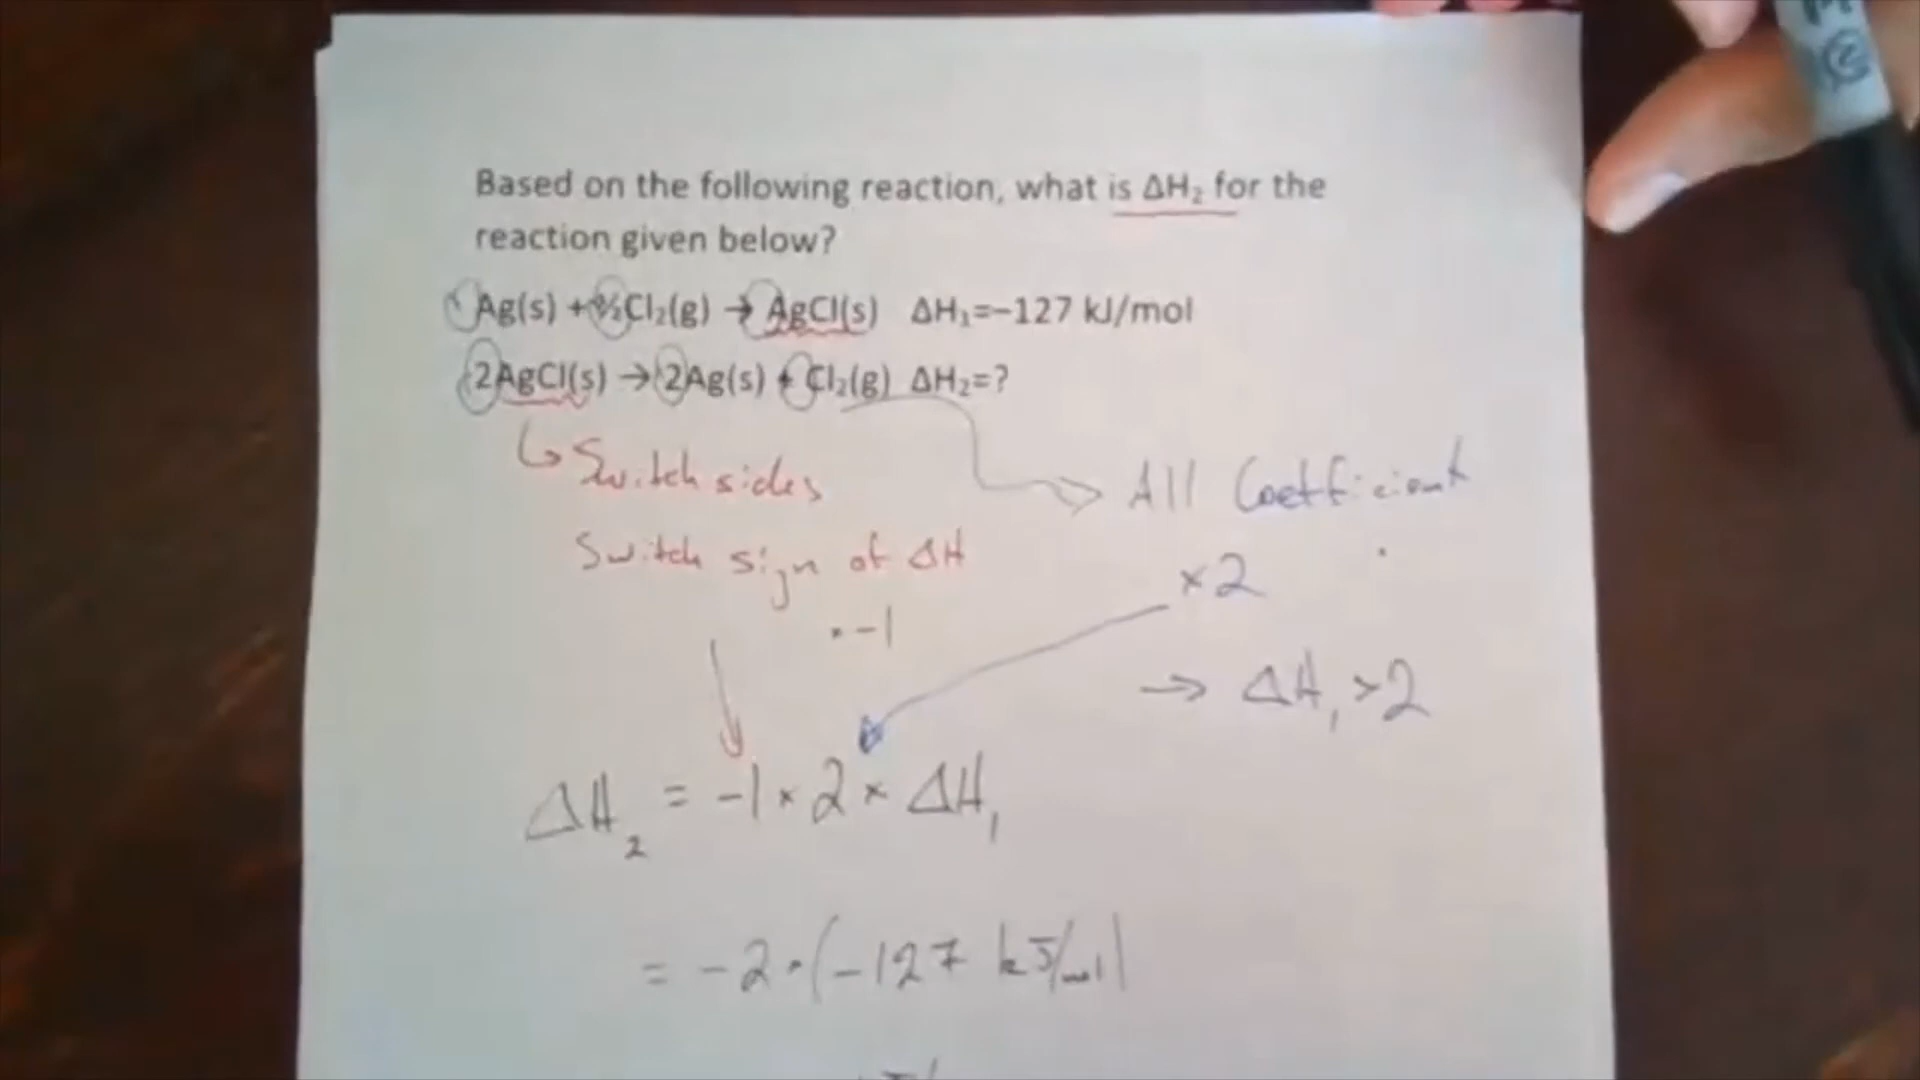 Based on the following reaction, what is ΔH₂ for the
reaction given below?
Ag(s) + ½Cl₂(g) → AgCl(s) ΔH₁=−127 kJ/mol
2AgCl(s) → 2Ag(s) + Cl₂(g) ΔH₂=?
↳ Switch sides
All Coefficient
Switch sign of ΔH
×2
·-1
→ ΔH₁ ×2
ΔH₂ = -1 × 2 × ΔH₁
= -2·(-127 kJ/mol)